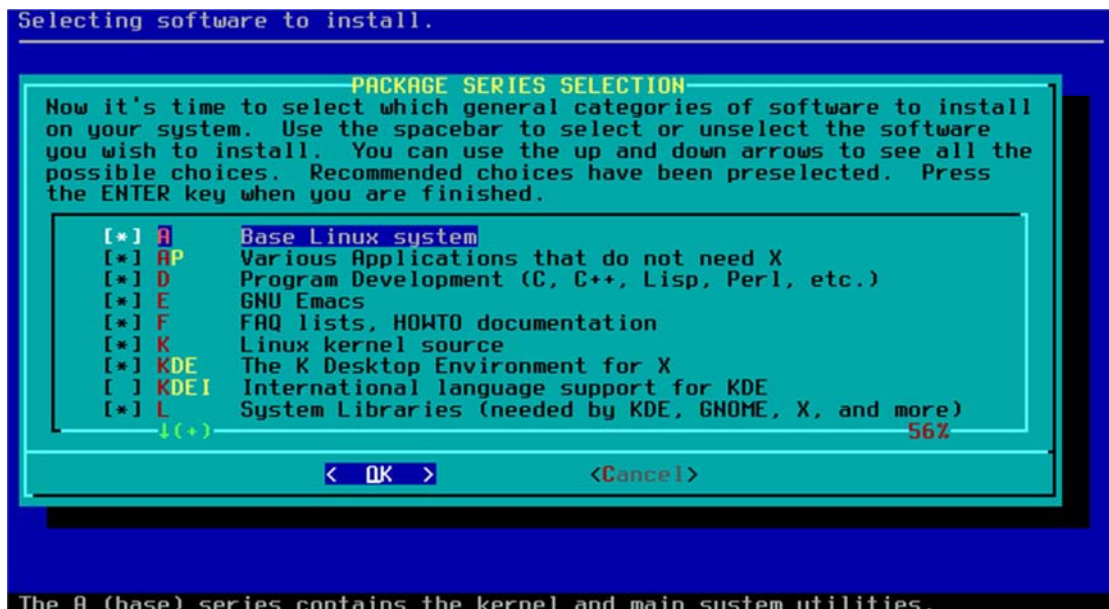 Selecting software to install.
PACKAGE SERIES SELECTION
Now it's time to select which general categories of software to install
on your system.  Use the spacebar to select or unselect the software
you wish to install.  You can use the up and down arrows to see all the
possible choices.  Recommended choices have been preselected.  Press
the ENTER key when you are finished.
[*] A     Base Linux system
[*] AP    Various Applications that do not need X
[*] D     Program Development (C, C++, Lisp, Perl, etc.)
[*] E     GNU Emacs
[*] F     FAQ lists, HOWTO documentation
[*] K     Linux kernel source
[*] KDE   The K Desktop Environment for X
[ ] KDEI  International language support for KDE
[*] L     System Libraries (needed by KDE, GNOME, X, and more)
↓(+) 56%
<  OK  > <Cancel>
The A (base) series contains the kernel and main system utilities.